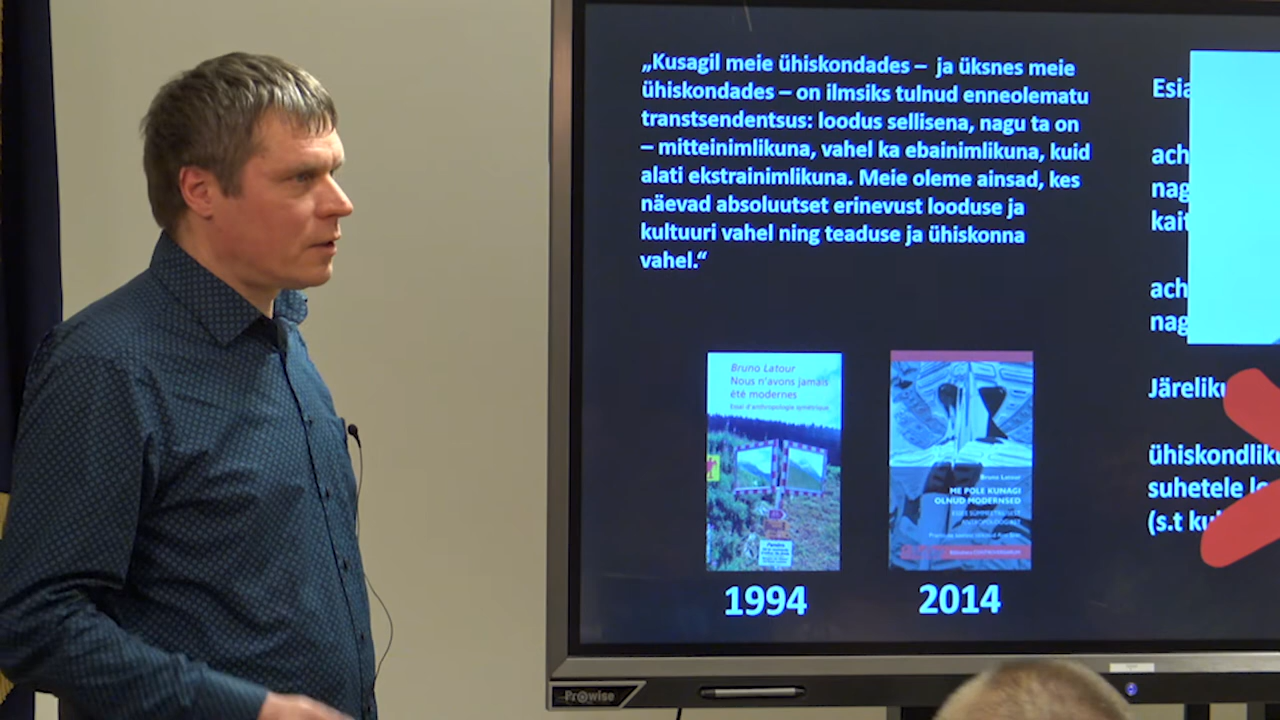 „Kusagil meie ühiskondades – ja üksnes meie
ühiskondades – on ilmsiks tulnud enneolematu
transtsendentsus: loodus sellisena, nagu ta on
– mitteinimlikuna, vahel ka ebainimlikuna, kuid
alati ekstrainimlikuna. Meie oleme ainsad, kes
näevad absoluutset erinevust looduse ja
kultuuri vahel ning teaduse ja ühiskonna
vahel.“
Bruno Latour
Nous n'avons jamais
été modernes
Essai d'anthropologie symétrique
1994
Bruno Latour
ME POLE KUNAGI
OLNUD MODERNSED
ESSEE SÜMMEETRILISEST
ANTROPOLOOGIAST
2014
Esia
ach
nag
kait
ach
nag
Järeliku
ühiskondliku
suhetele
(s.t
Prowise